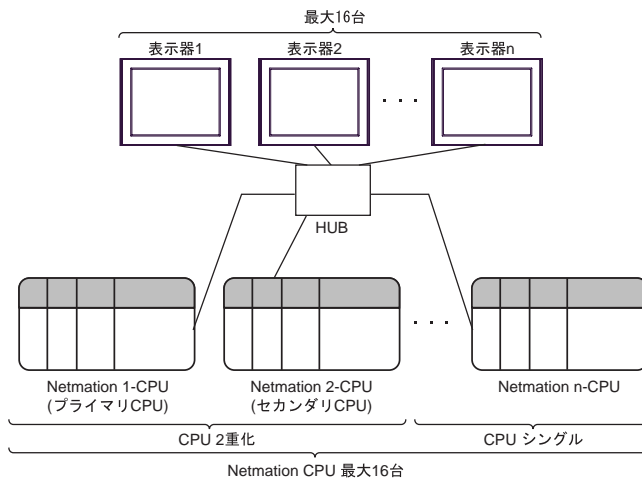 最大16台
表示器1 表示器2 表示器n
・・・
HUB
・・・
Netmation 1-CPU Netmation 2-CPU Netmation n-CPU
(プライマリCPU) (セカンダリCPU)
CPU 2重化 CPU シングル
Netmation CPU 最大16台